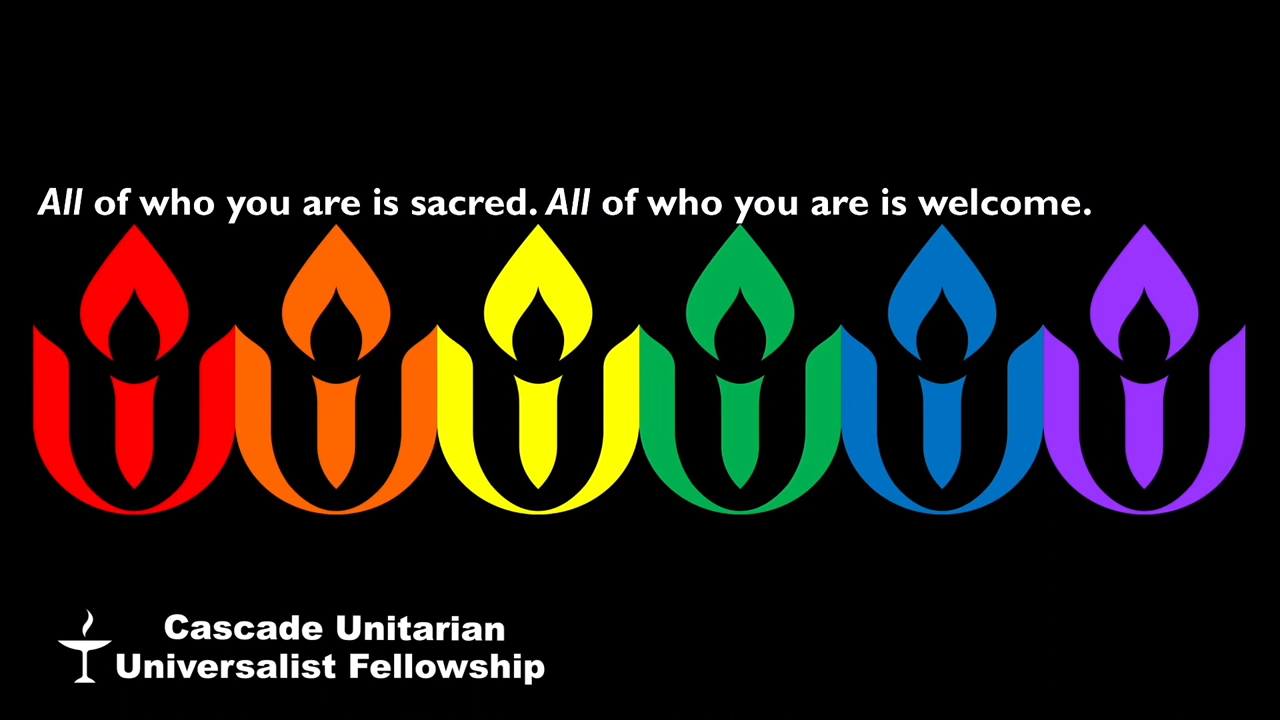 All of who you are is sacred. All of who you are is welcome.
Cascade Unitarian
Universalist Fellowship